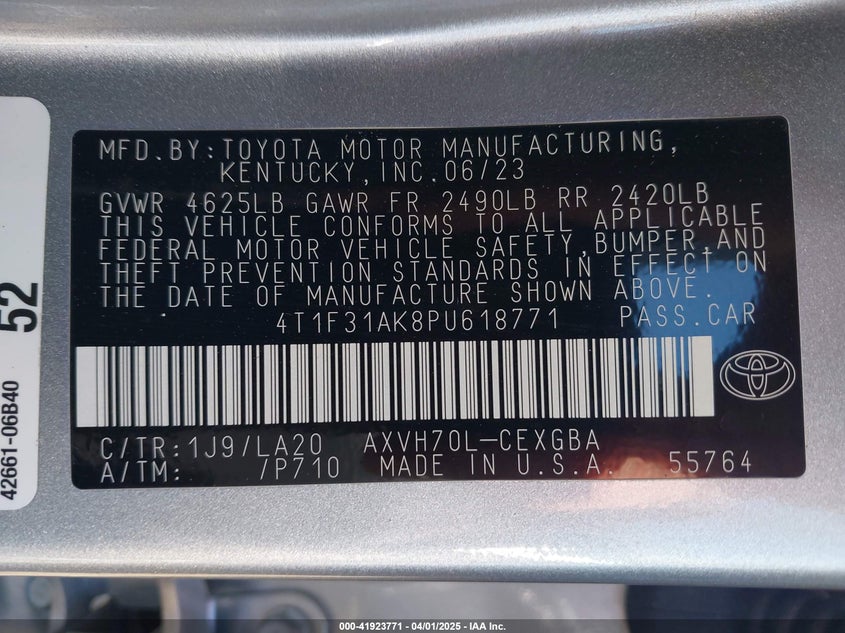 MFD.BY:TOYOTA MOTOR MANUFACTURING,
KENTUCKY,INC.06/23
GVWR 4625LB GAWR FR 2490LB RR 2420LB
THIS VEHICLE CONFORMS TO ALL APPLICABLE
FEDERAL MOTOR VEHICLE SAFETY,BUMPER,AND
THEFT PREVENTION STANDARDS IN EFFECT ON
THE DATE OF MANUFACTURE SHOWN ABOVE.
4T1F31AK8PU618771 PASS.CAR
C/TR:1J9/LA20 AXVH70L-CEXGBA
A/TM: /P710 MADE IN U.S.A. 55764
42661-06B40
52
000-41923771 - 04/01/2025 - IAA Inc.